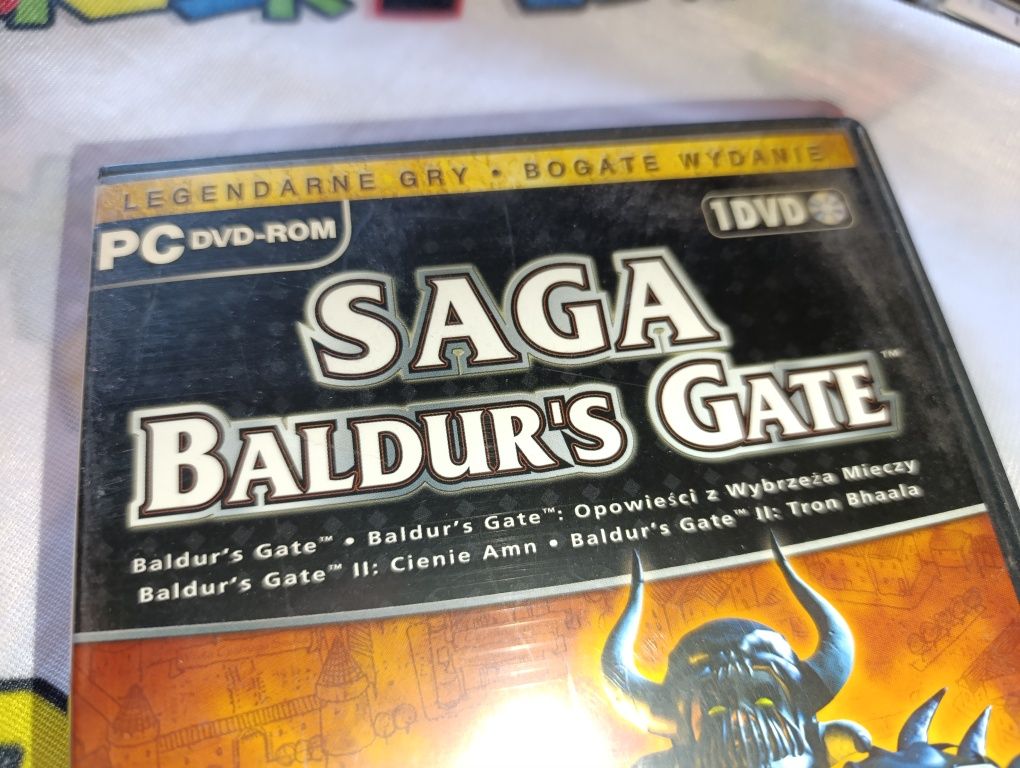 LEGENDARNE GRY • BOGATE WYDANIE
PC DVD-ROM
1DVD
SAGA
BALDUR'S GATE™
Baldur's Gate™ • Baldur's Gate™: Opowieści z Wybrzeża Mieczy
Baldur's Gate™ II: Cienie Amn • Baldur's Gate™ II: Tron Bhaala